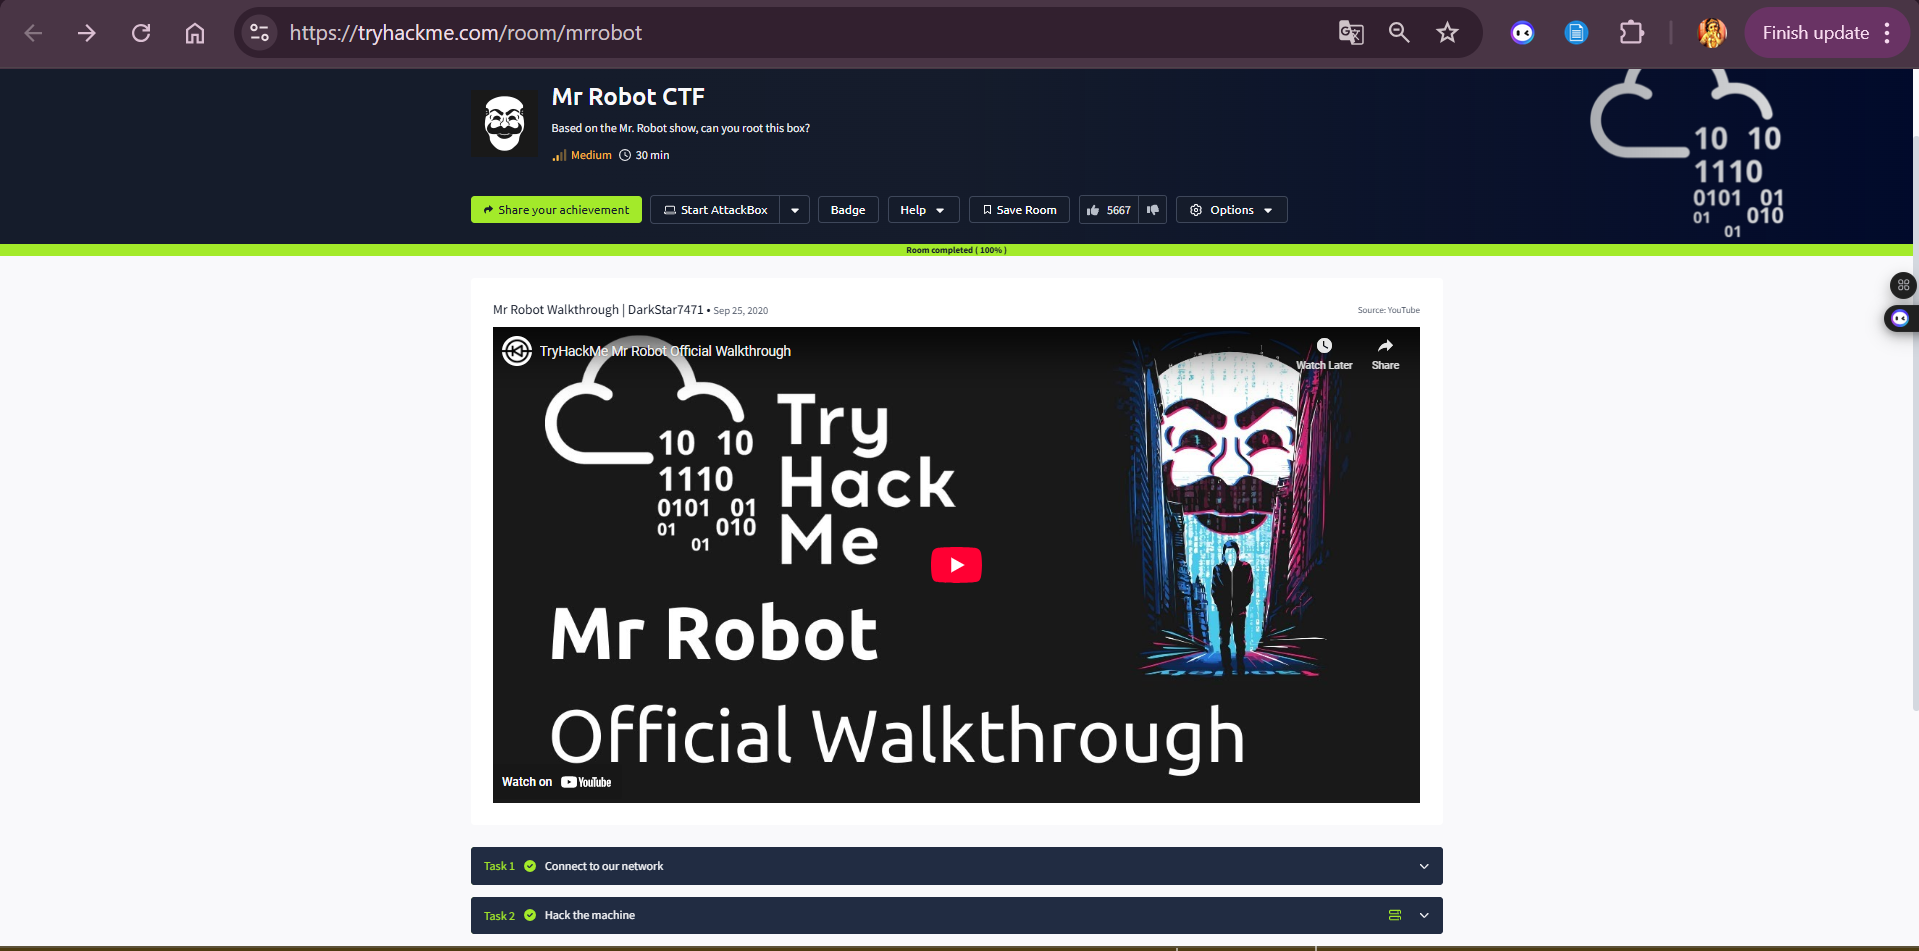 https://tryhackme.com/room/mrrobot
Finish update
Mr Robot CTF
Based on the Mr. Robot show, can you root this box?
Medium 30 min
10 10
1110
0101 01
01 010
01
Share your achievement Start AttackBox Badge Help Save Room 5667 Options
Room completed ( 100% )
Mr Robot Walkthrough | DarkStar7471 • Sep 25, 2020 Source: YouTube
TryHackMe Mr Robot Official Walkthrough
Watch Later Share
10 10
1110
0101 01
01 010
01
Try
Hack
Me
Mr Robot
Official Walkthrough
Watch on YouTube
Task 1 Connect to our network
Task 2 Hack the machine